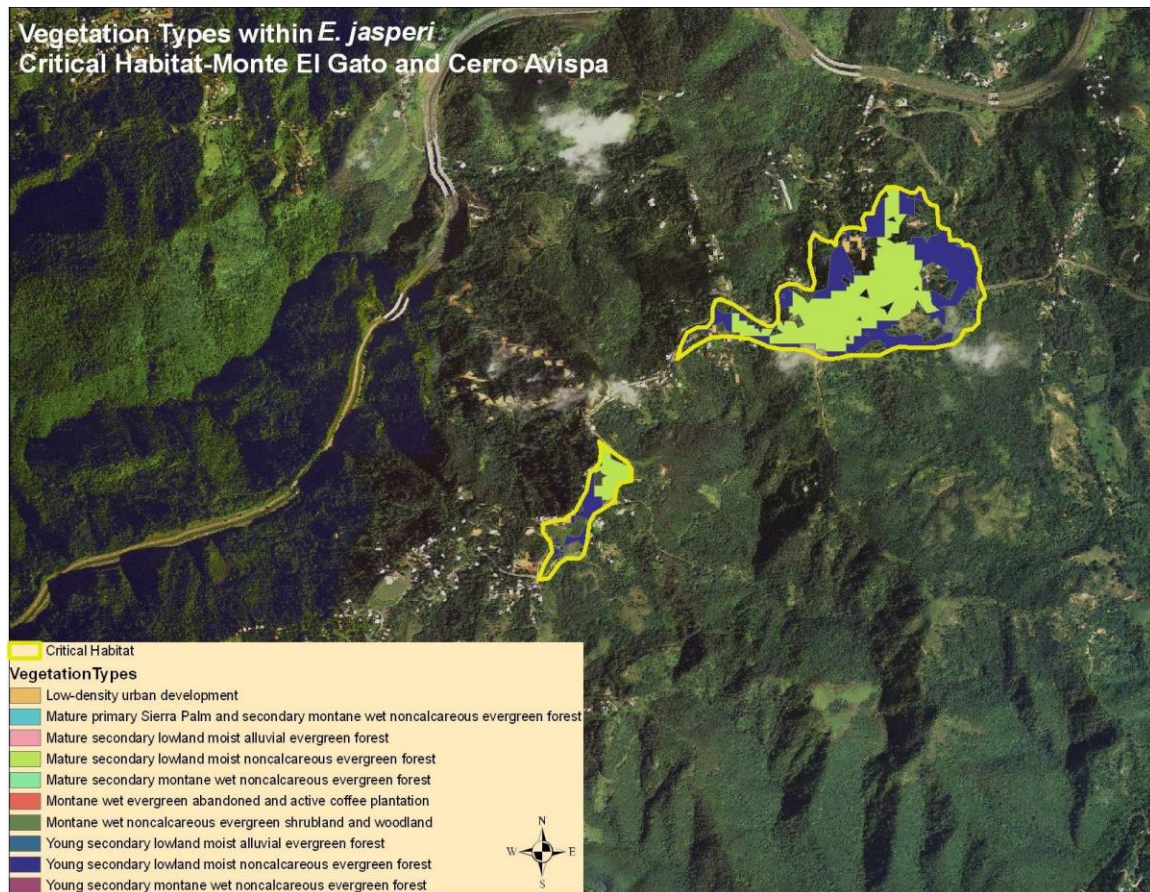 Vegetation Types within E. jasperi
Critical Habitat-Monte El Gato and Cerro Avispa
Critical Habitat
VegetationTypes
Low-density urban development
Mature primary Sierra Palm and secondary montane wet noncalcareous evergreen forest
Mature secondary lowland moist alluvial evergreen forest
Mature secondary lowland moist noncalcareous evergreen forest
Mature secondary montane wet noncalcareous evergreen forest
Montane wet evergreen abandoned and active coffee plantation
Montane wet noncalcareous evergreen shrubland and woodland
Young secondary lowland moist alluvial evergreen forest
Young secondary lowland moist noncalcareous evergreen forest
Young secondary montane wet noncalcareous evergreen forest
N
W E
S